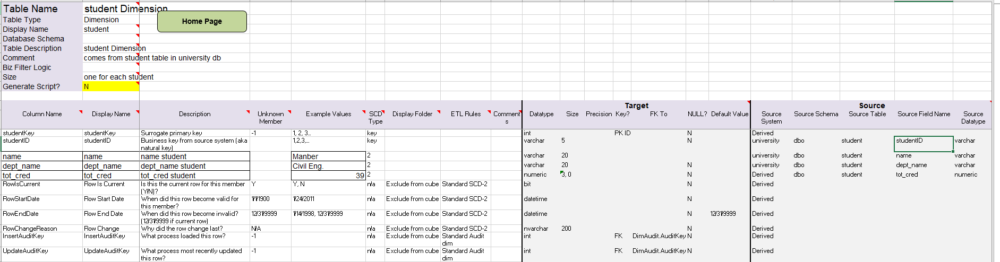 Table Name student Dimension
Home Page
Table Type Dimension
Display Name student
Database Schema
Table Description student Dimension
Comment comes from student table in university db
Biz Filter Logic
Size one for each student
Generate Script? N
Target Source
Column Name Display Name Description Unknown Member Example Values SCD Type Display Folder ETL Rules Comments Datatype Size Precision Key? FK To NULL? Default Value Source System Source Schema Source Table Source Field Name Source Datatype
studentKey studentKey Surrogate primary key -1 1, 2, 3... key int PK ID N Derived
studentID studentID Business key from source system (aka natural key) 1,2,3,... key varchar 5 N university dbo student studentID varchar
name name name student Manber 2 varchar 20 university dbo student name varchar
dept_name dept_name dept_name student Civil Eng. 2 varchar 20 N university dbo student dept_name varchar
tot_cred tot_cred tot_cred student 39 2 numeric 3, 0 N Derived dbo student tot_cred numeric
RowIsCurrent Row Is Current Is this the current row for this member (Y/N)? Y Y, N n/a Exclude from cube Standard SCD-2 bit N Derived
RowStartDate Row Start Date When did this row become valid for this member? 1/1/1900 1/24/2011 n/a Exclude from cube Standard SCD-2 datetime N Derived
RowEndDate Row End Date When did this row become invalid? (12/31/9999 if current row) 12/31/9999 1/14/1998, 12/31/9999 n/a Exclude from cube Standard SCD-2 datetime N 12/31/9999 Derived
RowChangeReason Row Change Why did the row change last? N/A n/a Exclude from cube Standard SCD-2 nvarchar 200 N Derived
InsertAuditKey InsertAuditKey What process loaded this row? -1 n/a Exclude from cube Standard Audit dim int FK DimAudit.AuditKey N Derived
UpdateAuditKey UpdateAuditKey What process most recently updated this row? -1 n/a Exclude from cube Standard Audit dim int FK DimAudit.AuditKey N Derived